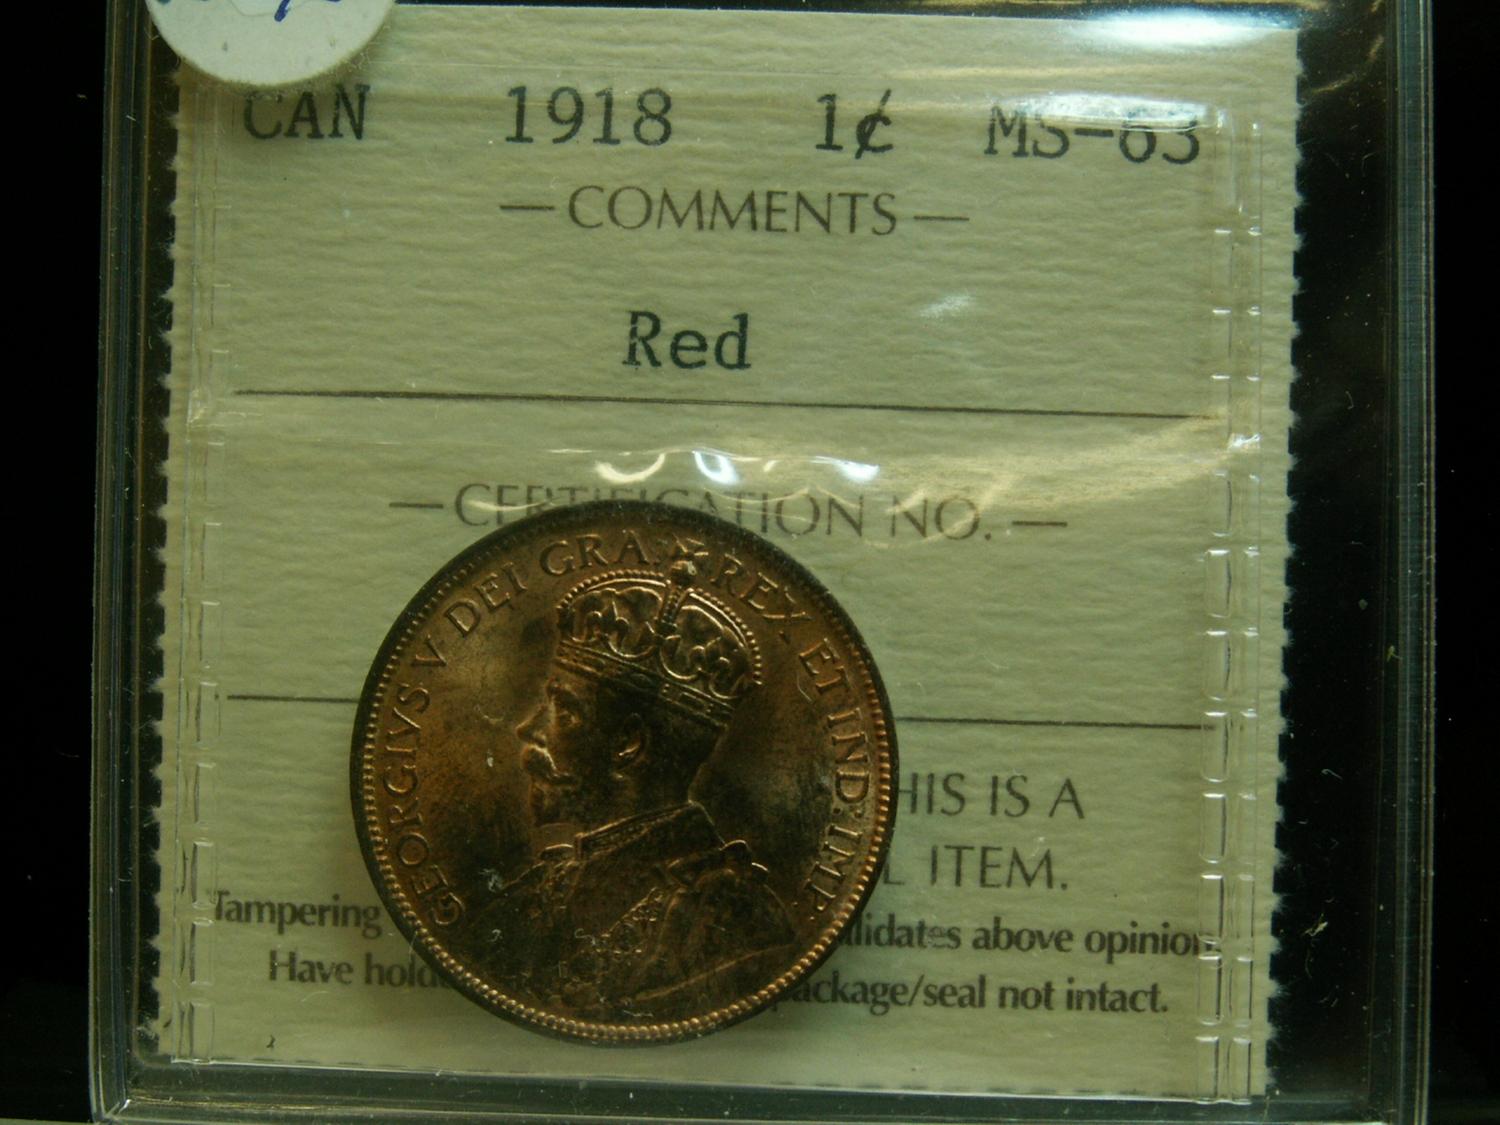 CAN 1918 1¢ MS-63
— COMMENTS —
Red
— CERTIFICATION NO. —
GEORGIVS V DEI GRA: REX ET IND: IMP:
HIS IS A
L ITEM.
Tampering lidates above opinion
Have hold package/seal not intact.